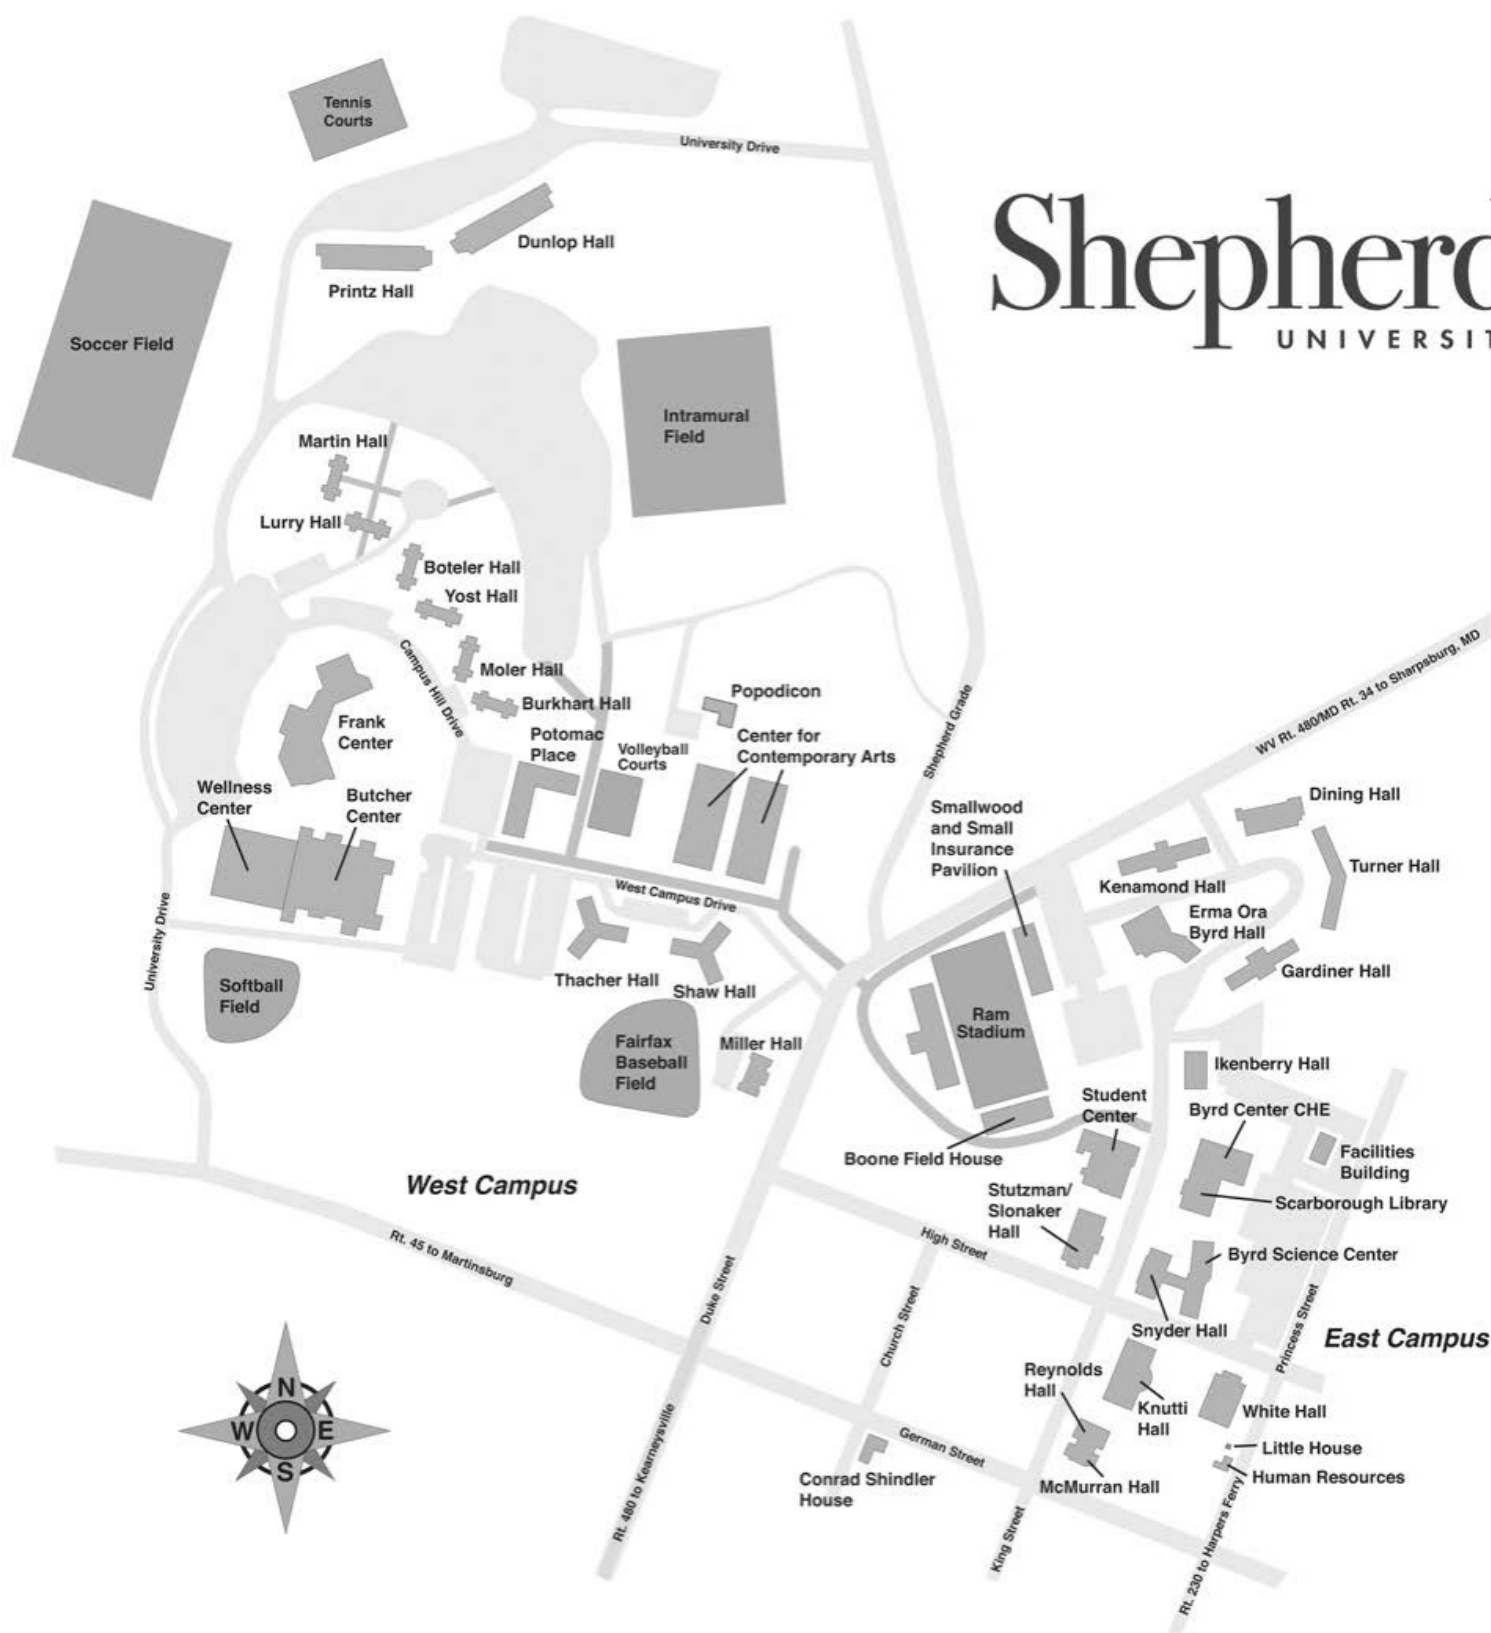 Tennis
Courts
University Drive
Dunlop Hall
Printz Hall
Soccer Field
Shepherd
UNIVERSIT
Intramural
Field
Martin Hall
Lurry Hall
Boteler Hall
Yost Hall
Moler Hall
Burkhart Hall
Campus Hill Drive
Frank
Center
Potomac
Place
Volleyball
Courts
Popodicon
Center for
Contemporary Arts
Shepherd Grade
WV Rt. 480/MD Rt. 34 to Sharpsburg, MD
Wellness
Center
Butcher
Center
Smallwood
and Small
Insurance
Pavilion
Dining Hall
Turner Hall
Kenamond Hall
Erma Ora
Byrd Hall
Gardiner Hall
West Campus Drive
University Drive
Softball
Field
Thacher Hall
Shaw Hall
Ram
Stadium
Fairfax
Baseball
Field
Miller Hall
Ikenberry Hall
Student
Center
Byrd Center CHE
Boone Field House
Facilities
Building
Stutzman/
Slonaker
Hall
Scarborough Library
West Campus
Rt. 45 to Martinsburg
High Street
Byrd Science Center
Duke Street
Church Street
Snyder Hall
Princess Street
East Campus
Reynolds
Hall
Knutti
Hall
White Hall
Little House
Human Resources
N
W
E
S
Rt. 480 to Kearneysville
German Street
Conrad Shindler
House
McMurran Hall
King Street
Rt. 230 to Harpers Ferry